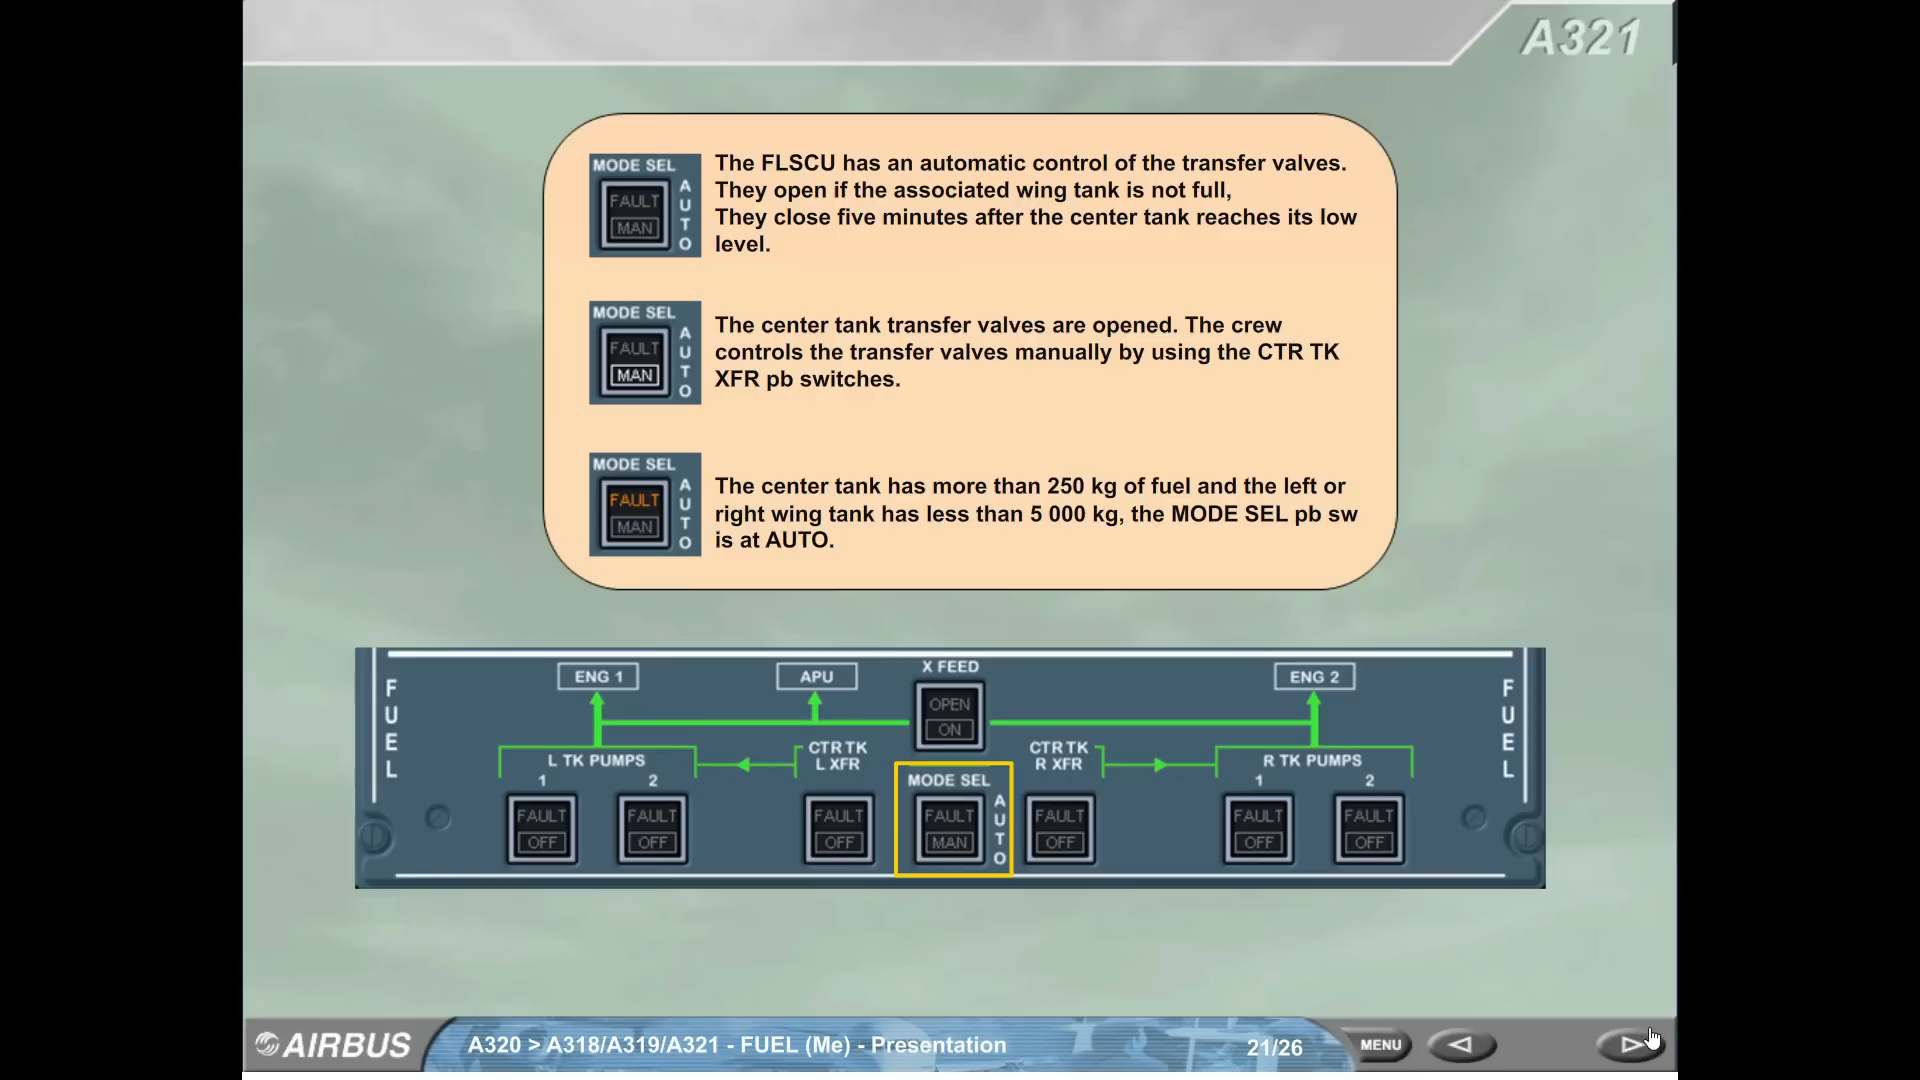 A321
MODE SEL
FAULT
MAN
AUTO
The FLSCU has an automatic control of the transfer valves.
They open if the associated wing tank is not full,
They close five minutes after the center tank reaches its low
level.
MODE SEL
FAULT
MAN
AUTO
The center tank transfer valves are opened. The crew
controls the transfer valves manually by using the CTR TK
XFR pb switches.
MODE SEL
FAULT
MAN
AUTO
The center tank has more than 250 kg of fuel and the left or
right wing tank has less than 5 000 kg, the MODE SEL pb sw
is at AUTO.
FUEL
ENG 1
APU
X FEED
OPEN
ON
ENG 2
FUEL
L TK PUMPS
1 2
CTR TK
L XFR
MODE SEL
AUTO
CTR TK
R XFR
R TK PUMPS
1 2
FAULT FAULT FAULT FAULT FAULT FAULT FAULT
OFF OFF OFF MAN OFF OFF OFF
AIRBUS
A320 > A318/A319/A321 - FUEL (Me) - Presentation
21/26
MENU